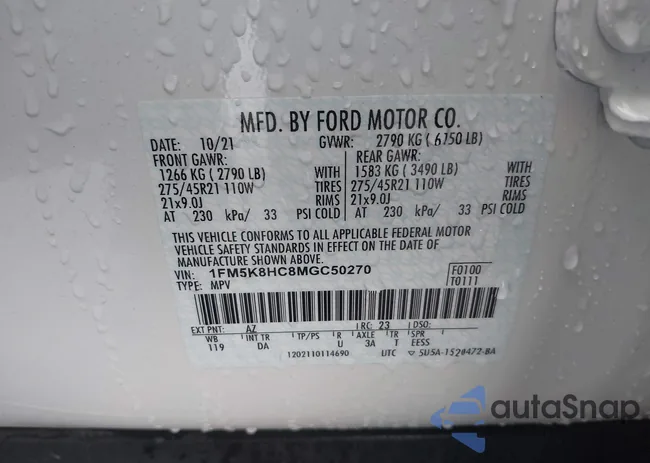 MFD. BY FORD MOTOR CO.
DATE: 10/21 GVWR: 2790 KG ( 6150 LB)
FRONT GAWR: REAR GAWR:
1266 KG ( 2790 LB) WITH 1583 KG ( 3490 LB) WITH
275/45R21 110W TIRES 275/45R21 110W TIRES
21x9.0J RIMS 21x9.0J RIMS
AT 230 kPa/ 33 PSI COLD AT 230 kPa/ 33 PSI COLD
THIS VEHICLE CONFORMS TO ALL APPLICABLE FEDERAL MOTOR
VEHICLE SAFETY STANDARDS IN EFFECT ON THE DATE OF
MANUFACTURE SHOWN ABOVE.
VIN: 1FM5K8HC8MGC50270 F0100
TYPE: MPV T0111
EXT PNT: AZ RC: 23 DSO:
WB INT TR TP/PS R AXLE TR SPR
119 DA U 3A T EESS
1202110114690 UTC 5U5A-1520472-BA
autaSnap